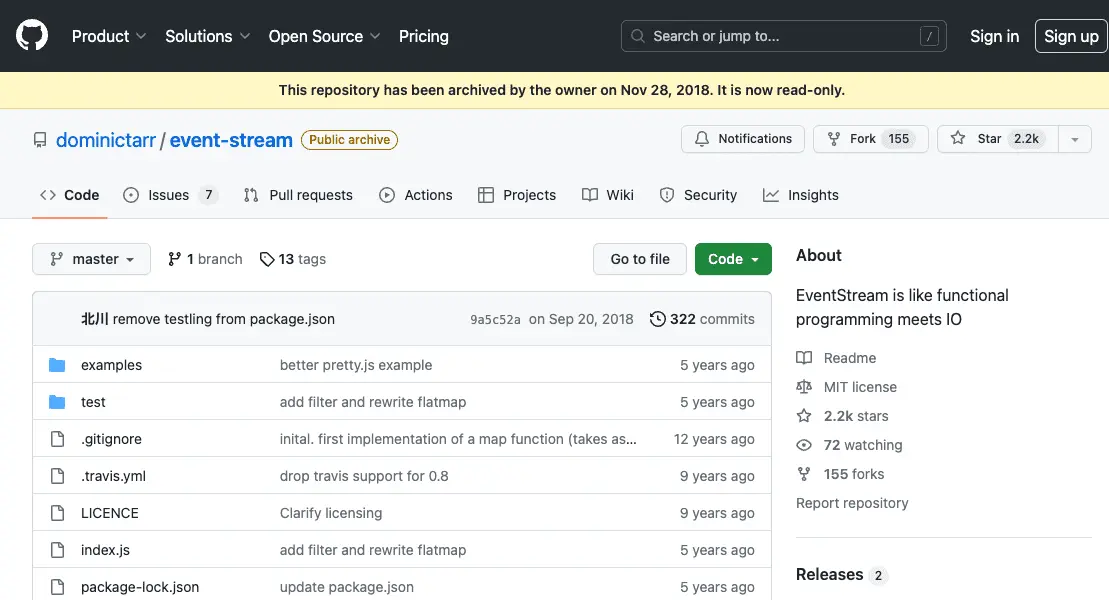 Product Solutions Open Source Pricing Search or jump to... / Sign in Sign up
This repository has been archived by the owner on Nov 28, 2018. It is now read-only.
dominictarr / event-stream Public archive Notifications Fork 155 Star 2.2k
Code Issues 7 Pull requests Actions Projects Wiki Security Insights
master 1 branch 13 tags Go to file Code
北川 remove testling from package.json 9a5c52a on Sep 20, 2018 322 commits
examples better pretty.js example 5 years ago
test add filter and rewrite flatmap 5 years ago
.gitignore inital. first implementation of a map function (takes as... 12 years ago
.travis.yml drop travis support for 0.8 9 years ago
LICENCE Clarify licensing 9 years ago
index.js add filter and rewrite flatmap 5 years ago
package-lock.json update package.json 5 years ago
About
EventStream is like functional
programming meets IO
Readme
MIT license
2.2k stars
72 watching
155 forks
Report repository
Releases 2